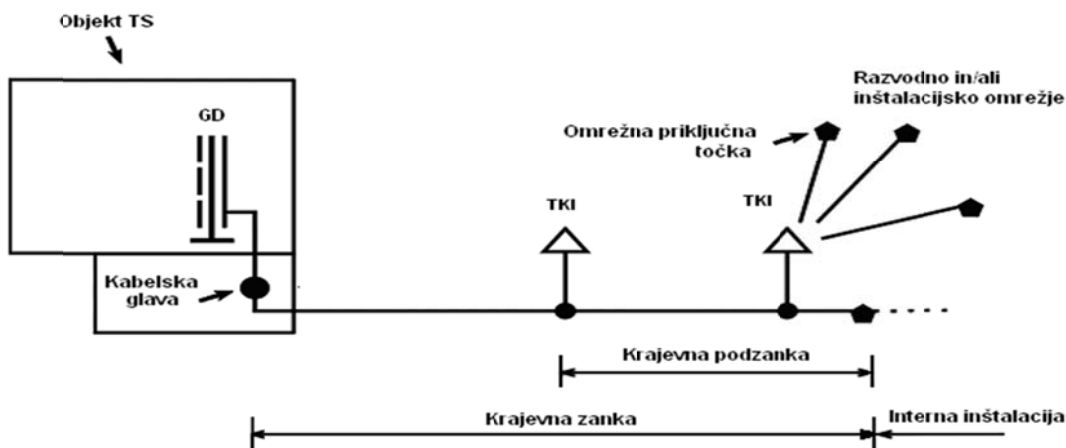 Objekt TS
GD
Razvodno in/ali
inštalacijsko omrežje
Omrežna priključna
točka
TKI
TKI
Kabelska
glava
Krajevna podzanka
Krajevna zanka
Interna inštalacija